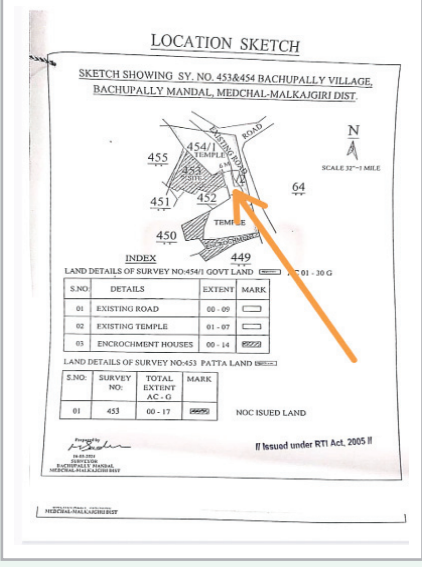 LOCATION SKETCH
SKETCH SHOWING SY. NO. 453&454 BACHUPALLY VILLAGE,
BACHUPALLY MANDAL, MEDCHAL-MALKAJGIRI DIST.
EXISTING ROAD
ROAD
N
454/1
TEMPLE
455
453
SITE
SCALE 32"=1 MILE
64
451
452
TEMPLE
450
449
INDEX
LAND DETAILS OF SURVEY NO:454/1 GOVT LAND AC 01 - 30 G
S.NO DETAILS EXTENT MARK
01 EXISTING ROAD 00 - 09
02 EXISTING TEMPLE 01 - 07
03 ENCROCHMENT HOUSES 00 - 14
LAND DETAILS OF SURVEY NO:453 PATTA LAND
S.NO: SURVEY NO: TOTAL EXTENT AC - G MARK
01 453 00 - 17 NOC ISUED LAND
Prepared by
SURVEYOR
BACHUPALLY MANDAL
MEDCHAL-MALKAJGIRI DIST
// Issued under RTI Act, 2005 //
MEDCHAL-MALKAJGIRI DIST